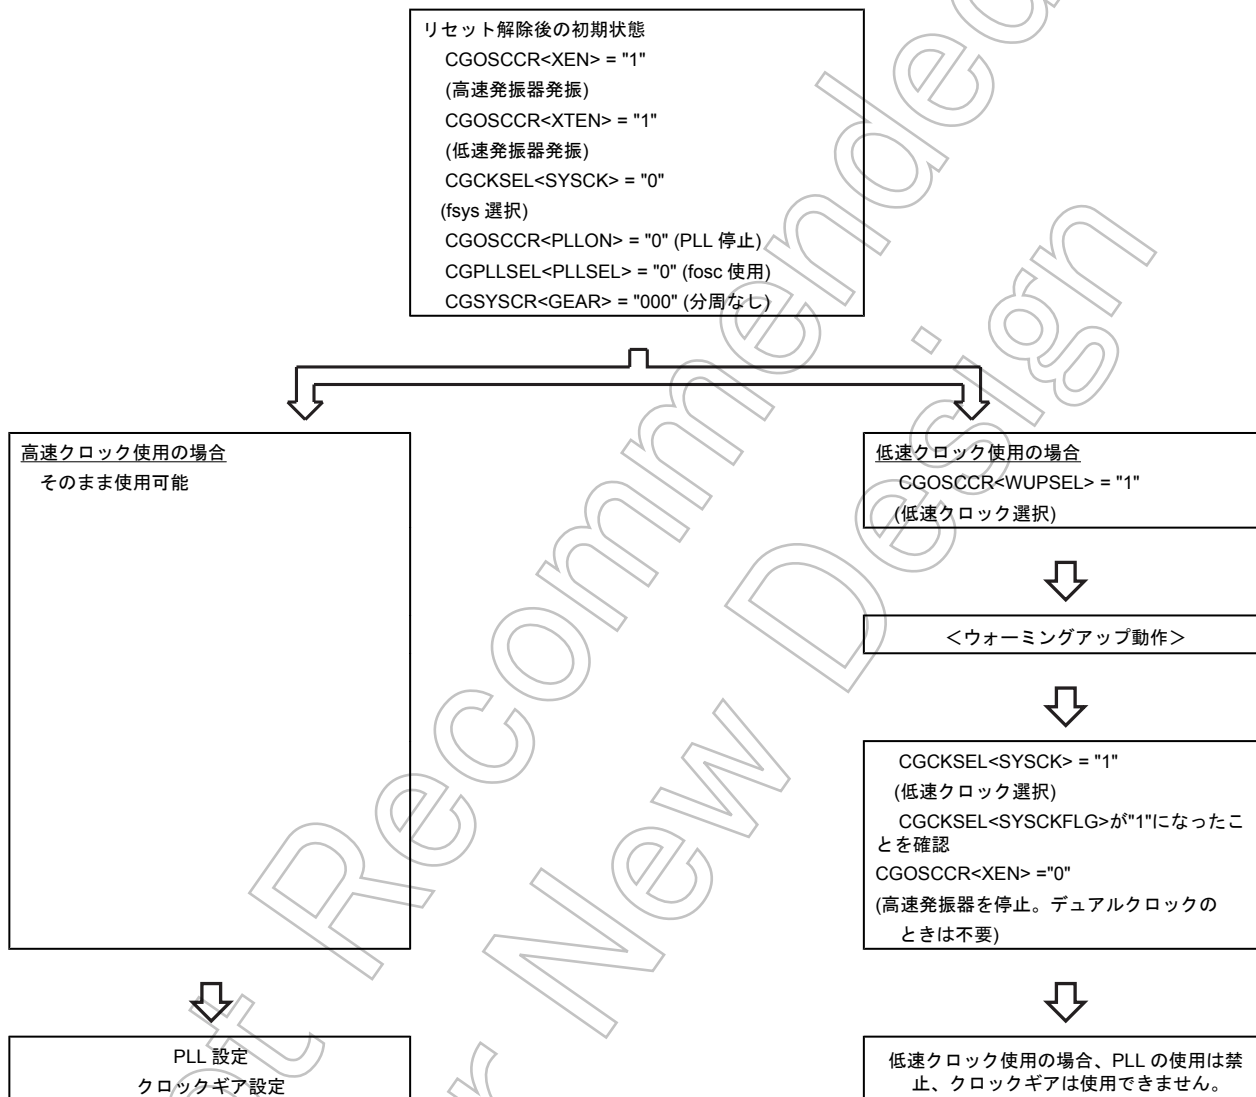 リセット解除後の初期状態
CGOSCCR<XEN> = "1"
(高速発振器発振)
CGOSCCR<XTEN> = "1"
(低速発振器発振)
CGCKSEL<SYSCK> = "0"
(fsys 選択)
CGOSCCR<PLLON> = "0" (PLL 停止)
CGPLLSEL<PLLSEL> = "0" (fosc 使用)
CGSYSCR<GEAR> = "000" (分周なし)
高速クロック使用の場合
そのまま使用可能
低速クロック使用の場合
CGOSCCR<WUPSEL> = "1"
(低速クロック選択)
＜ウォーミングアップ動作＞
CGCKSEL<SYSCK> = "1"
(低速クロック選択)
CGCKSEL<SYSCKFLG>が"1"になったこ
とを確認
CGOSCCR<XEN> ="0"
(高速発振器を停止。デュアルクロックの
ときは不要)
PLL 設定
クロックギア設定
低速クロック使用の場合、PLL の使用は禁
止、クロックギアは使用できません。
Not Recommended
for New Design